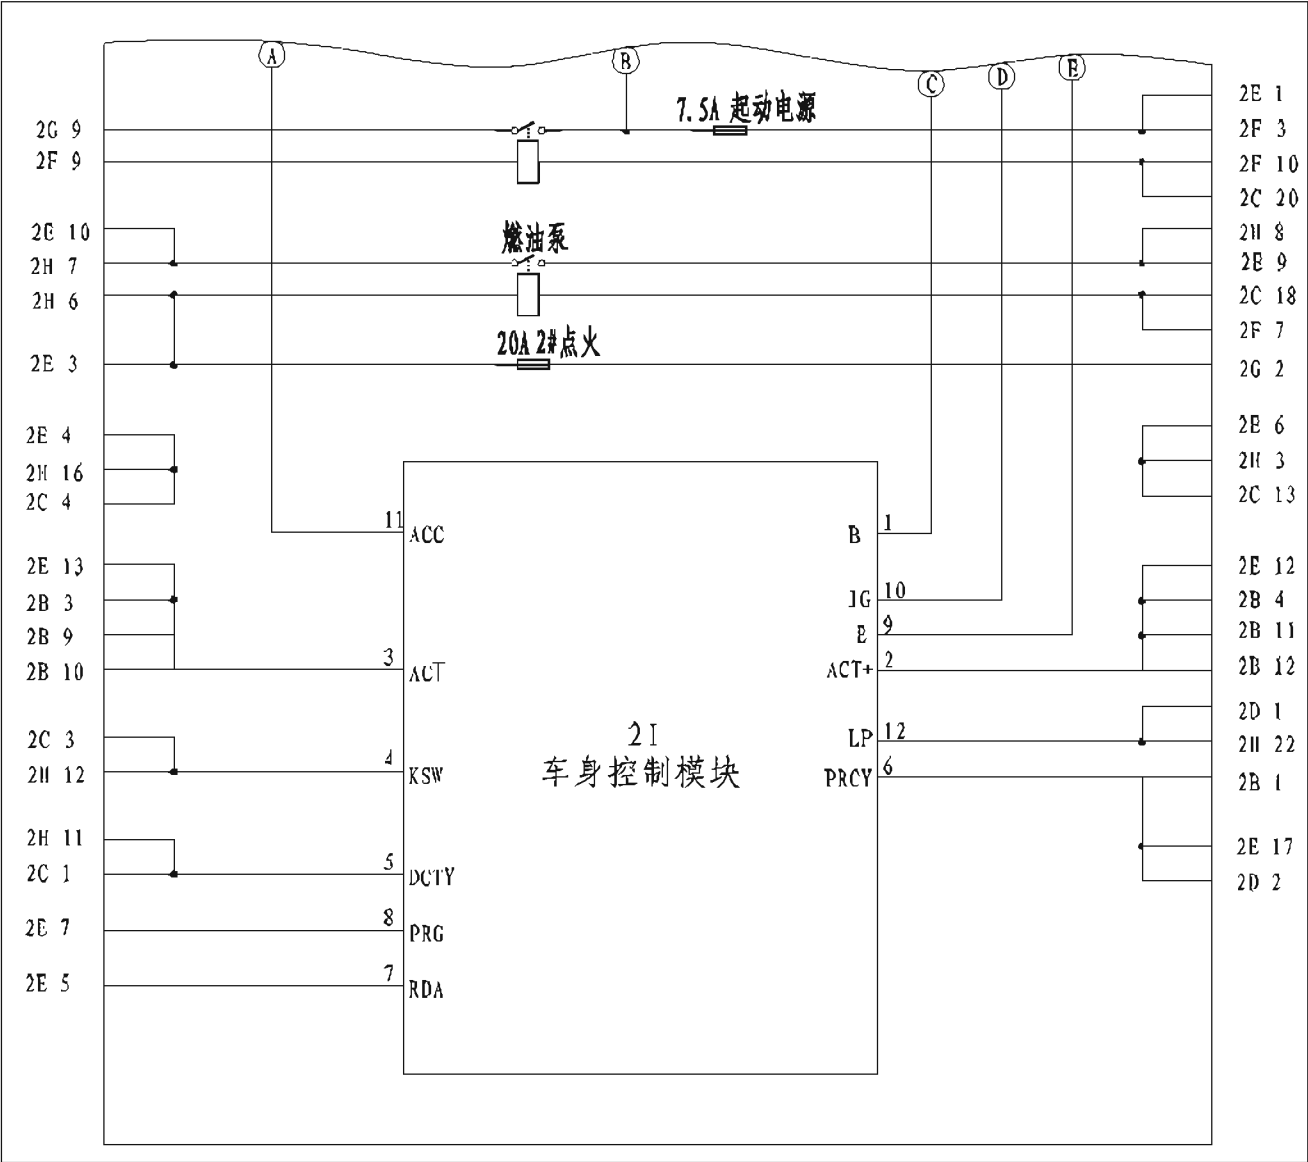 A
B
C
D
E
7.5A 起动电源
2G 9
2F 9
2G 10
2H 7
2H 6
2E 3
2E 4
2H 16
2C 4
2E 13
2B 3
2B 9
2B 10
2C 3
2H 12
2H 11
2C 1
2E 7
2E 5
燃油泵
20A 2#点火
11 ACC
3 ACT
4 KSW
5 DCTY
8 PRG
7 RDA
2I
车身控制模块
B 1
IG 10
E 9
ACT+ 2
LP 12
PRCY 6
2E 1
2F 3
2F 10
2C 20
2H 8
2E 9
2C 18
2F 7
2G 2
2E 6
2H 3
2C 13
2E 12
2B 4
2B 11
2B 12
2D 1
2H 22
2B 1
2E 17
2D 2